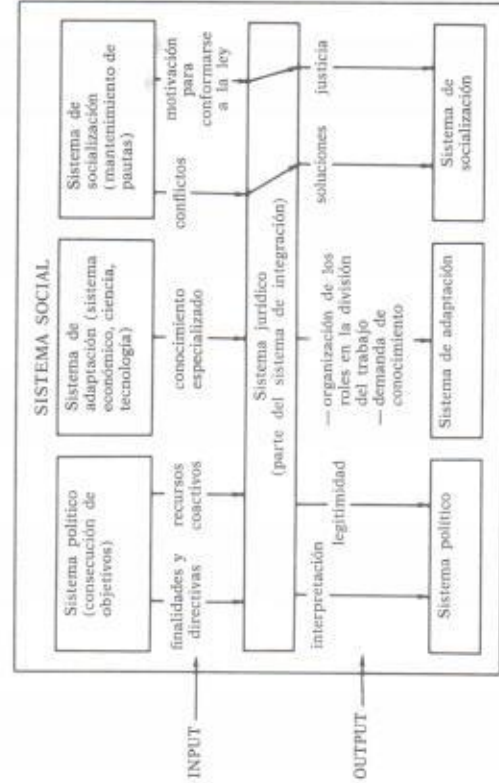 SISTEMA SOCIAL
Sistema político
(consecución de
objetivos)
Sistema de
adaptación (sistema
económico, ciencia,
tecnología)
Sistema de
socialización
(mantenimiento de
pautas)
INPUT
finalidades y
directivas
recursos
coactivos
conocimiento
especializado
conflictos
motivación
para
conformarse
a la ley
Sistema jurídico
(parte del sistema de integración)
OUTPUT
interpretación
legitimidad
— organización de los
roles en la división
del trabajo
— demanda de
conocimiento
soluciones
justicia
Sistema político
Sistema de adaptación
Sistema de
socialización